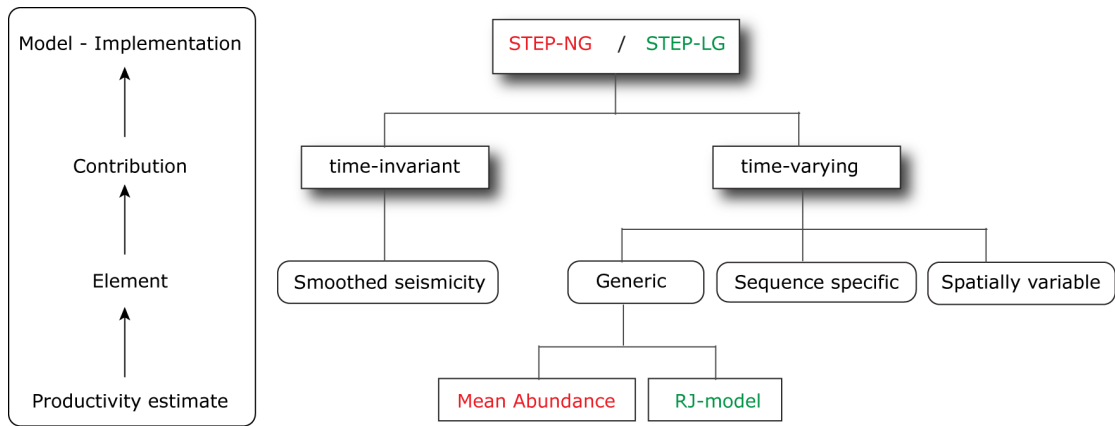 Model - Implementation
Contribution
Element
Productivity estimate
STEP-NG / STEP-LG
time-invariant
time-varying
Smoothed seismicity
Generic
Sequence specific
Spatially variable
Mean Abundance
RJ-model